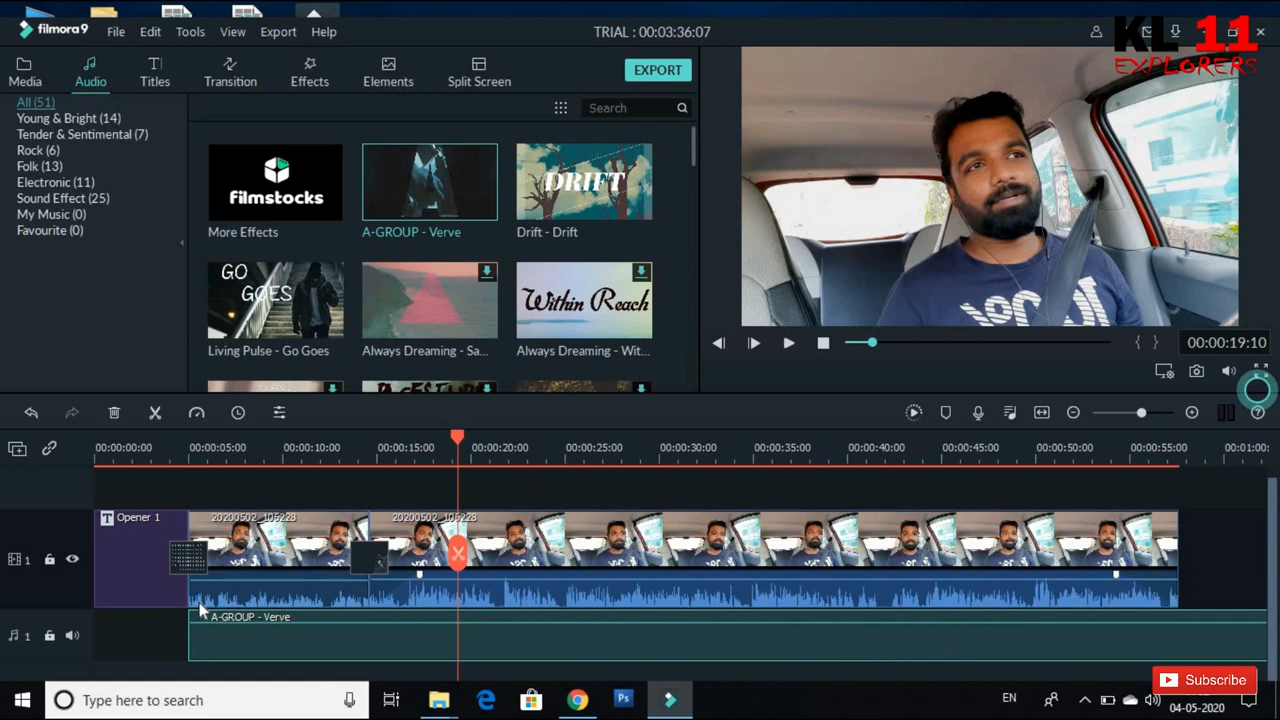 filmora9
File Edit Tools View Export Help
TRIAL : 00:03:36:07
KL 11
EXPLORERS
Media Audio Titles Transition Effects Elements Split Screen
EXPORT
All (51)
Young & Bright (14)
Tender & Sentimental (7)
Rock (6)
Folk (13)
Electronic (11)
Sound Effect (25)
My Music (0)
Favourite (0)
Search
filmstocks
More Effects
A
A-GROUP - Verve
DRIFT
Drift - Drift
GO
GOES
Living Pulse - Go Goes
Always Dreaming - Sa...
Within Reach
Always Dreaming - Wit...
00:00:19:10
00:00:00:00 00:00:05:00 00:00:10:00 00:00:15:00 00:00:20:00 00:00:25:00 00:00:30:00 00:00:35:00 00:00:40:00 00:00:45:00 00:00:50:00 00:00:55:00 00:01:00:
T Opener 1
20200502_105228
20200502_105228
1
A-GROUP - Verve
1
Subscribe
Type here to search
Ps
EN
04-05-2020